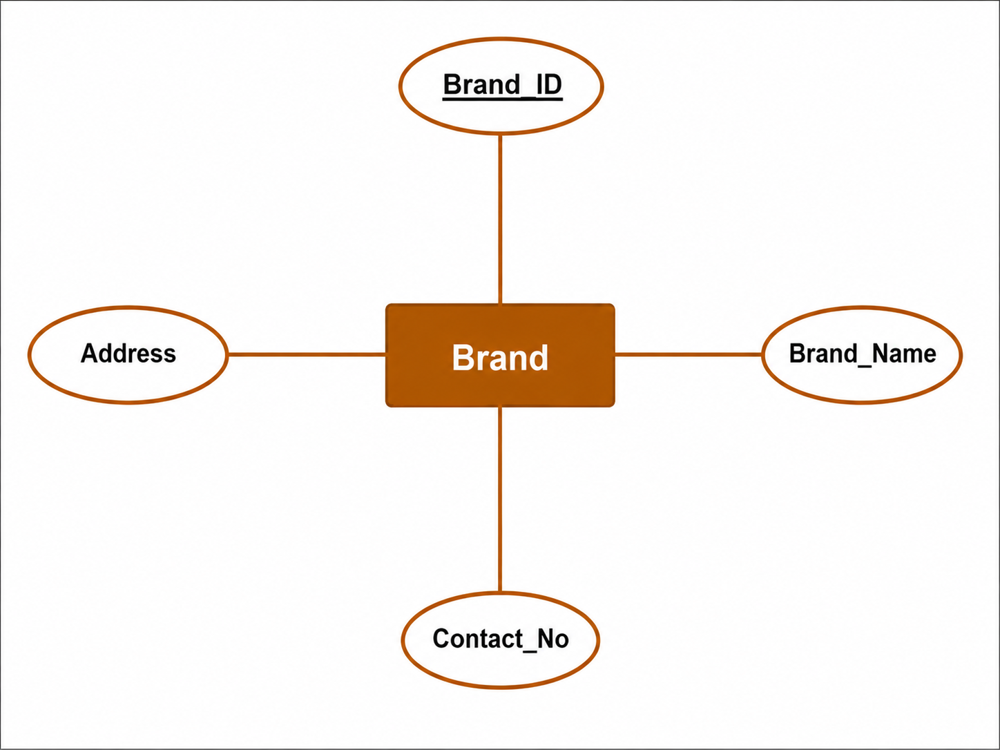 Brand_ID
Address
Brand
Brand_Name
Contact_No